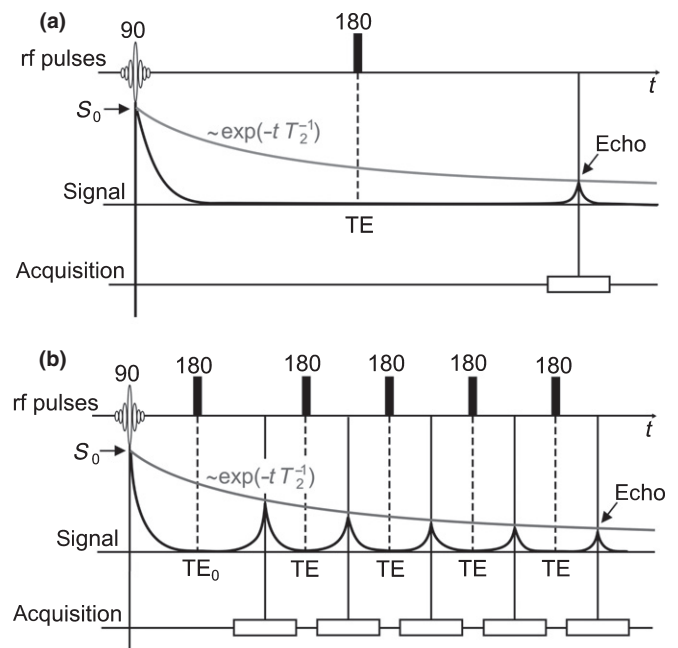 (a)
90
180
rf pulses
t
S₀
~exp(-t T₂⁻¹)
Echo
Signal
TE
Acquisition
(b)
90
180
180
180
180
180
rf pulses
t
S₀
~exp(-t T₂⁻¹)
Echo
Signal
TE₀
TE
TE
TE
TE
Acquisition